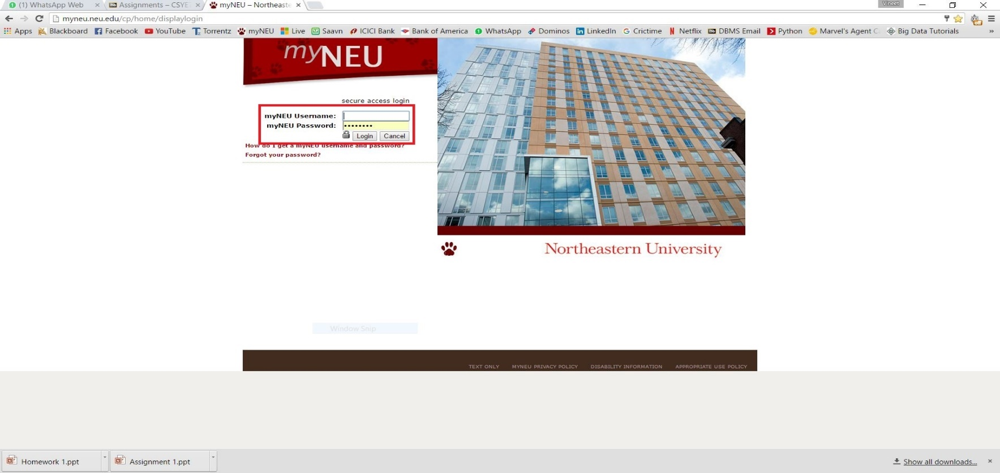 (1) WhatsApp Web
Assignments – CSYE
myNEU – Northeaste
Vineet
myneu.neu.edu/cp/home/displaylogin
Apps Blackboard Facebook YouTube Torrentz myNEU Live Saavn ICICI Bank Bank of America WhatsApp Dominos LinkedIn Crictime Netflix DBMS Email Python Marvel's Agent C Big Data Tutorials »
myNEU
secure access login
myNEU Username:
myNEU Password: ••••••••
Login Cancel
How do I get a myNEU username and password?
Forgot your password?
Northeastern University
Window Snip
TEXT ONLY MYNEU PRIVACY POLICY DISABILITY INFORMATION APPROPRIATE USE POLICY
Homework 1.ppt Assignment 1.ppt Show all downloads...